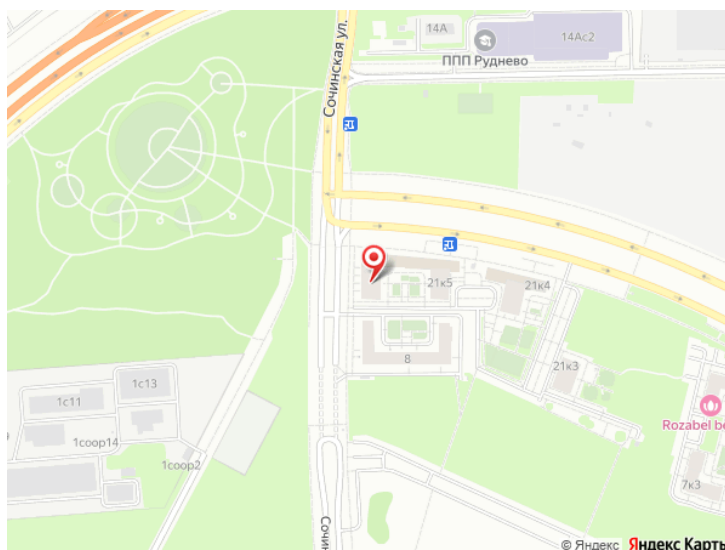 14А
14Ас2
ППП Руднево
Сочинская ул.
21к5
21к4
8
21к3
1с13
1с11
1соор14
1соор2
Rozabel be
7к3
Сочин
© Яндекс Яндекс Карты